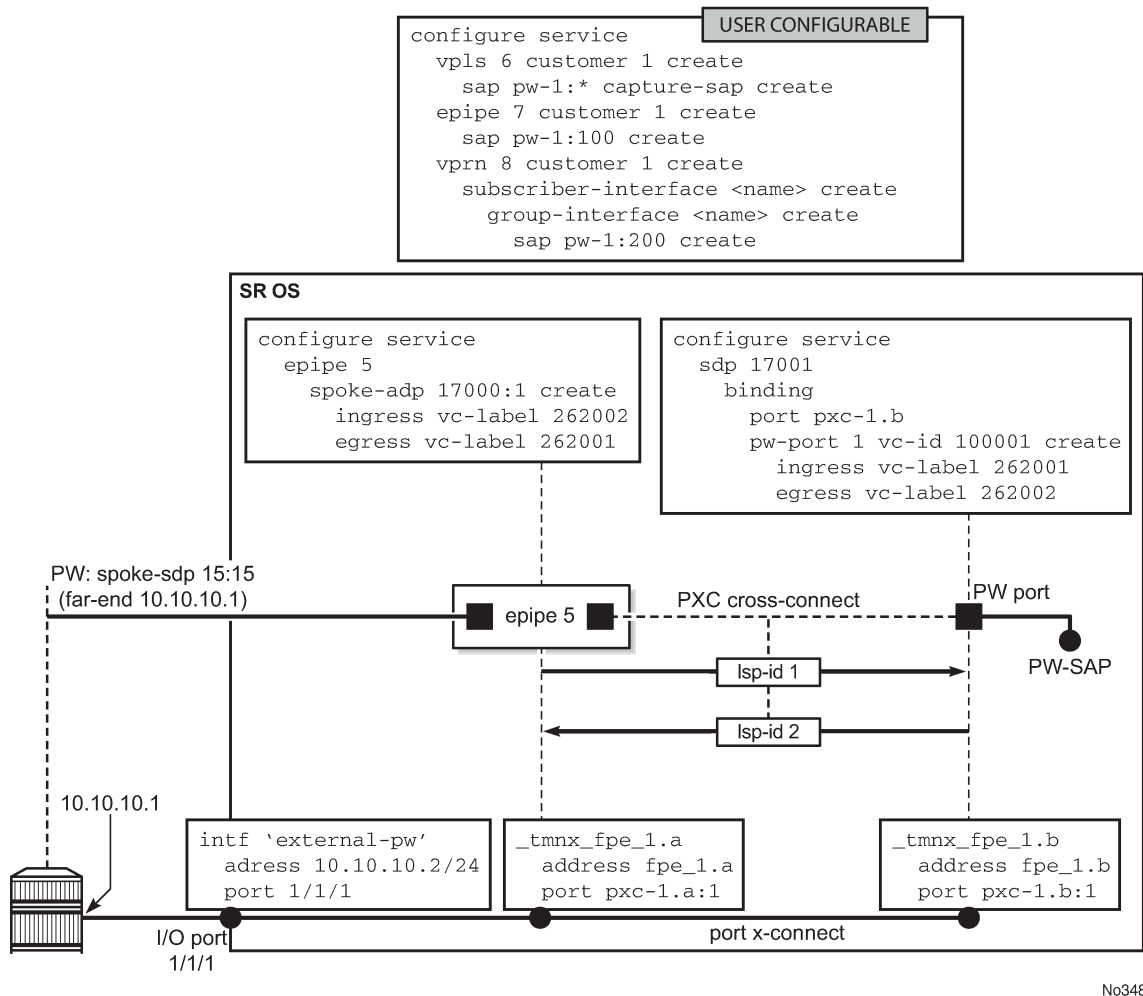 USER CONFIGURABLE
configure service
vpls 6 customer 1 create
sap pw-1:* capture-sap create
epipe 7 customer 1 create
sap pw-1:100 create
vprn 8 customer 1 create
subscriber-interface <name> create
group-interface <name> create
sap pw-1:200 create
SR OS
configure service
epipe 5
spoke-adp 17000:1 create
ingress vc-label 262002
egress vc-label 262001
configure service
sdp 17001
binding
port pxc-1.b
pw-port 1 vc-id 100001 create
ingress vc-label 262001
egress vc-label 262002
PW: spoke-sdp 15:15
(far-end 10.10.10.1)
epipe 5
PXC cross-connect
PW port
PW-SAP
lsp-id 1
lsp-id 2
10.10.10.1
intf ‘external-pw’
adress 10.10.10.2/24
port 1/1/1
_tmnx_fpe_1.a
address fpe_1.a
port pxc-1.a:1
_tmnx_fpe_1.b
address fpe_1.b
port pxc-1.b:1
I/O port
1/1/1
port x-connect
No348